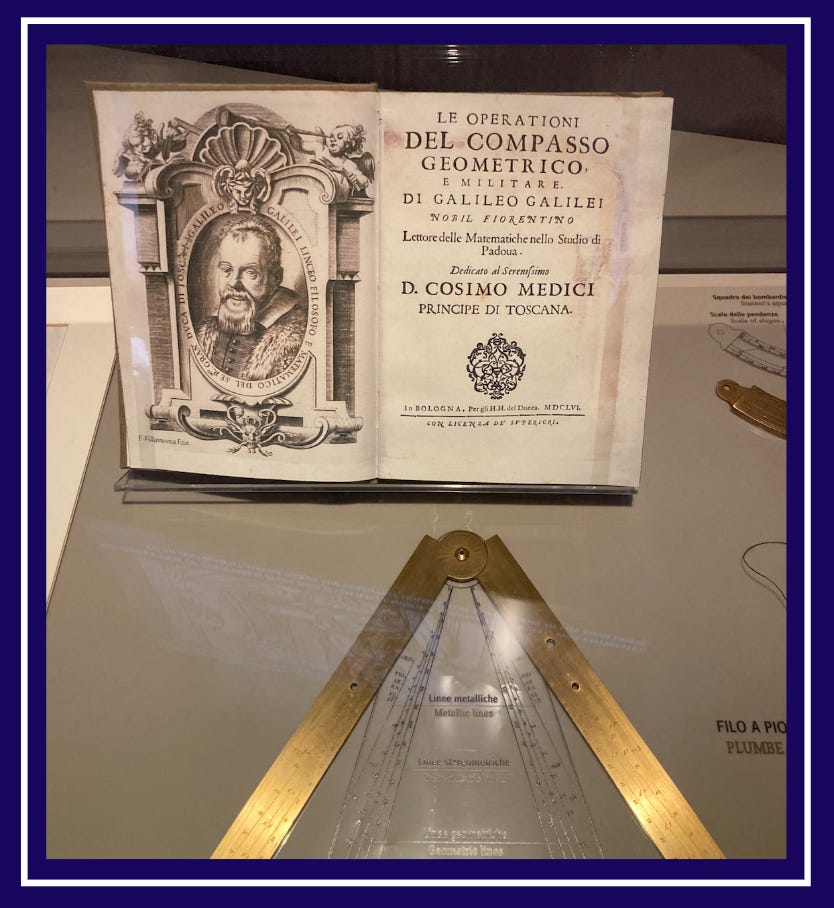 GALILEO GALILEI LINCEO FILOSOFO E MATEMATICO DEL SER.mo GRAN DVCA DI TOSCA.
F. Villamoena Fecit
LE OPERATIONI
DEL COMPASSO
GEOMETRICO,
E MILITARE.
DI GALILEO GALILEI
NOBIL FIORENTINO
Lettore delle Matematiche nello Studio di
Padoua.
Dedicato al Serenissimo
D. COSIMO MEDICI
PRINCIPE DI TOSCANA.
In BOLOGNA, Per gli H.H. del Dozza. MDCLVI.
CON LICENZA DE' SVPERIORI.
Squadra dei bombardie
Gunner's squa
Scala delle pendenze
Scale of slopes
Linee metalliche
Metallic lines
Linee stereometriche
Linee geometriche
Geometric lines
FILO A PIO
PLUMBE